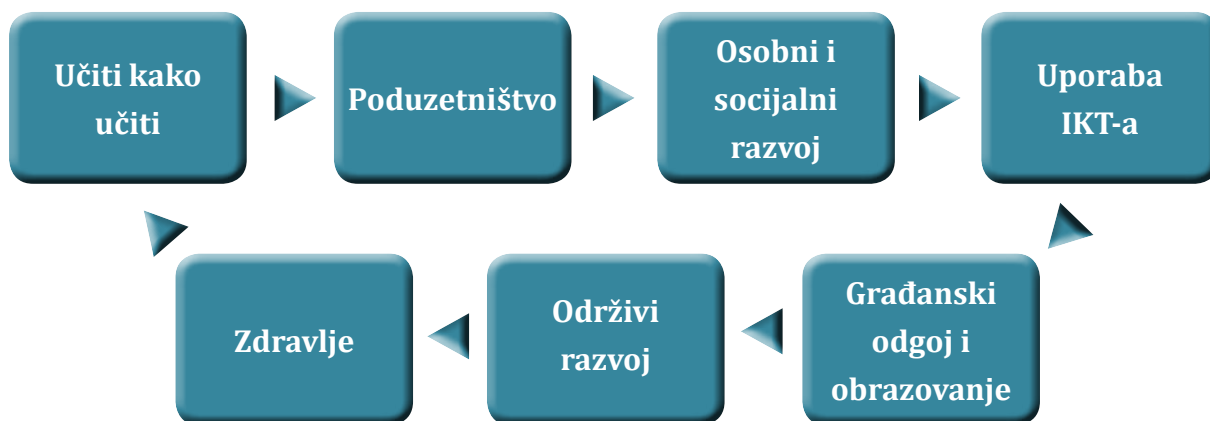 Učiti kako
učiti
Poduzetništvo
Osobni i
socijalni
razvoj
Uporaba
IKT-a
Građanski
odgoj i
obrazovanje
Održivi
razvoj
Zdravlje